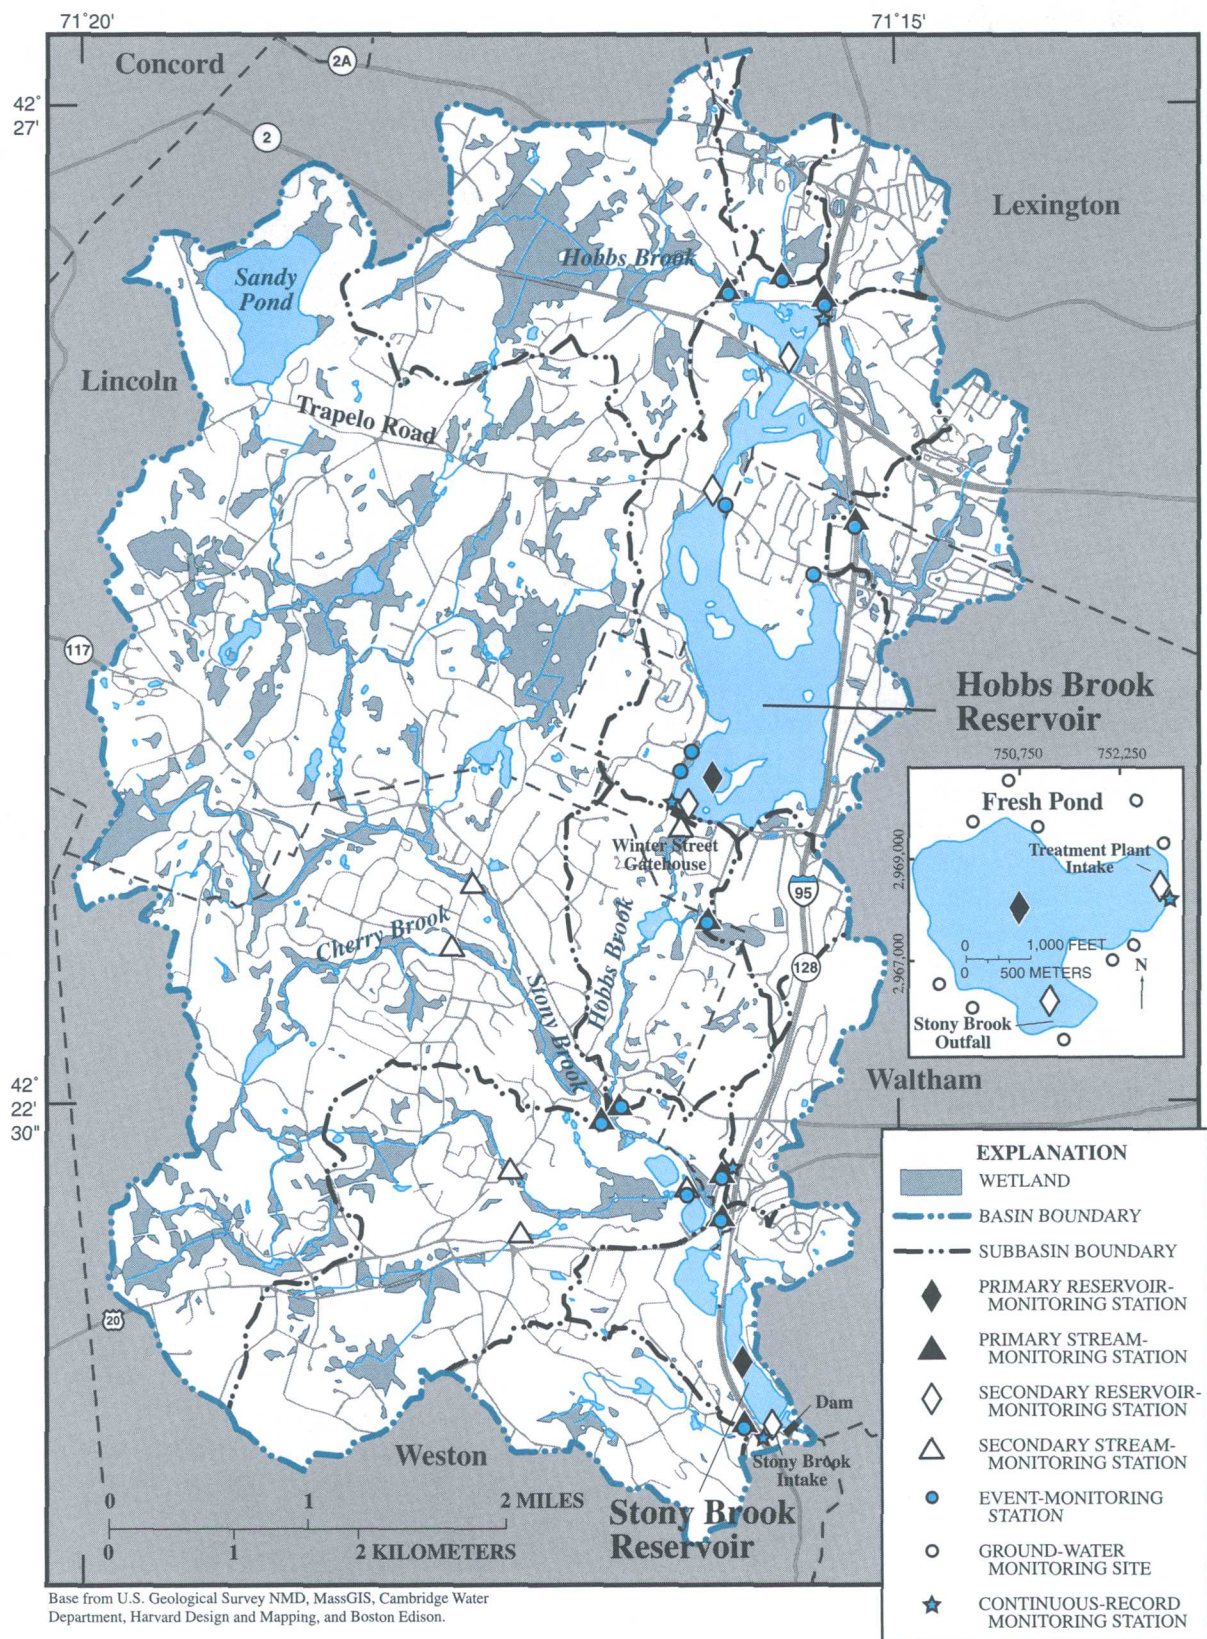 71°20'
71°15'
42°
27'
Concord
2A
2
Lexington
Hobbs Brook
Sandy
Pond
Lincoln
Trapelo Road
117
Hobbs Brook
Reservoir
750,750
752,250
Fresh Pond
Treatment Plant
Intake
2,969,000
2,967,000
0
1,000 FEET
0
500 METERS
N
Stony Brook
Outfall
Winter Street
Gatehouse
95
128
Cherry Brook
Hobbs Brook
Stony Brook
42°
22'
30"
Waltham
20
Dam
Stony Brook
Intake
Weston
Stony Brook
Reservoir
0
1
2 MILES
0
1
2 KILOMETERS
EXPLANATION
WETLAND
BASIN BOUNDARY
SUBBASIN BOUNDARY
PRIMARY RESERVOIR-
MONITORING STATION
PRIMARY STREAM-
MONITORING STATION
SECONDARY RESERVOIR-
MONITORING STATION
SECONDARY STREAM-
MONITORING STATION
EVENT-MONITORING
STATION
GROUND-WATER
MONITORING SITE
CONTINUOUS-RECORD
MONITORING STATION
Base from U.S. Geological Survey NMD, MassGIS, Cambridge Water
Department, Harvard Design and Mapping, and Boston Edison.